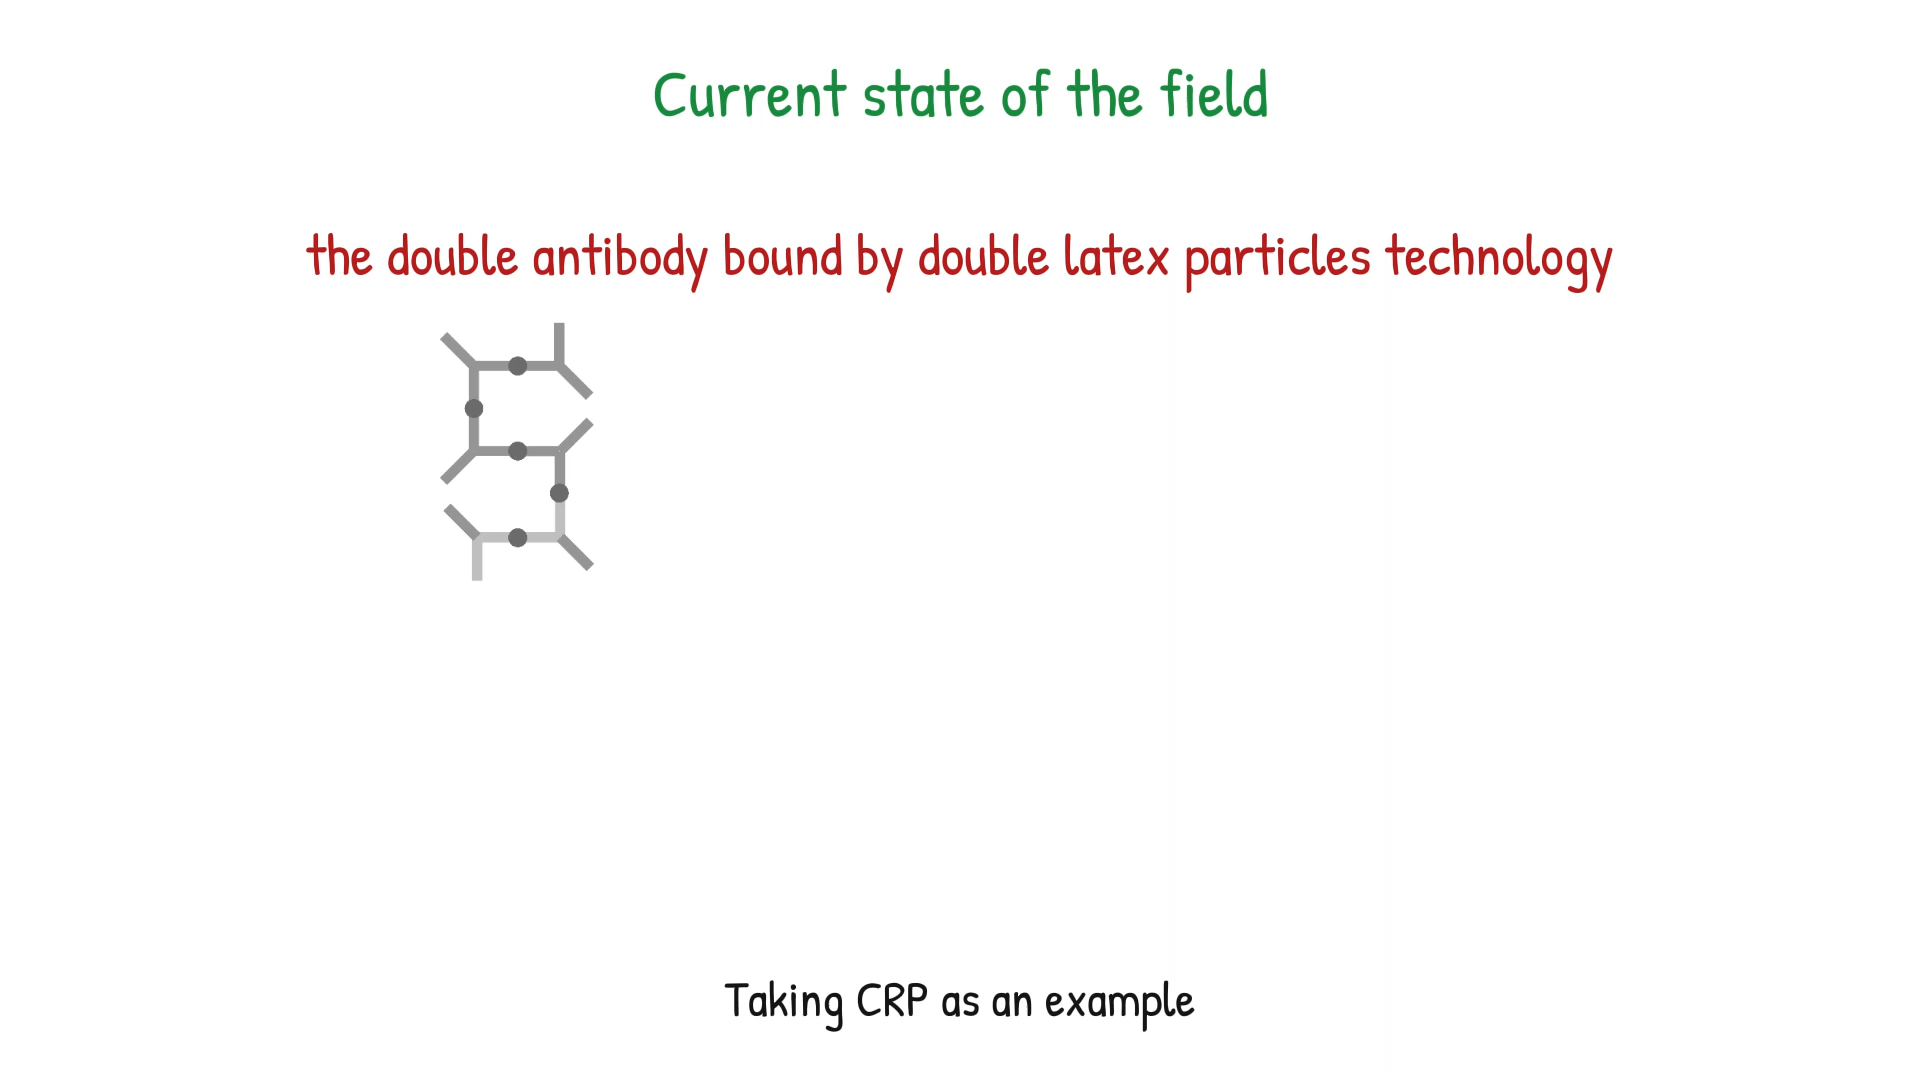 Current state of the field
the double antibody bound by double latex particles technology
Taking CRP as an example